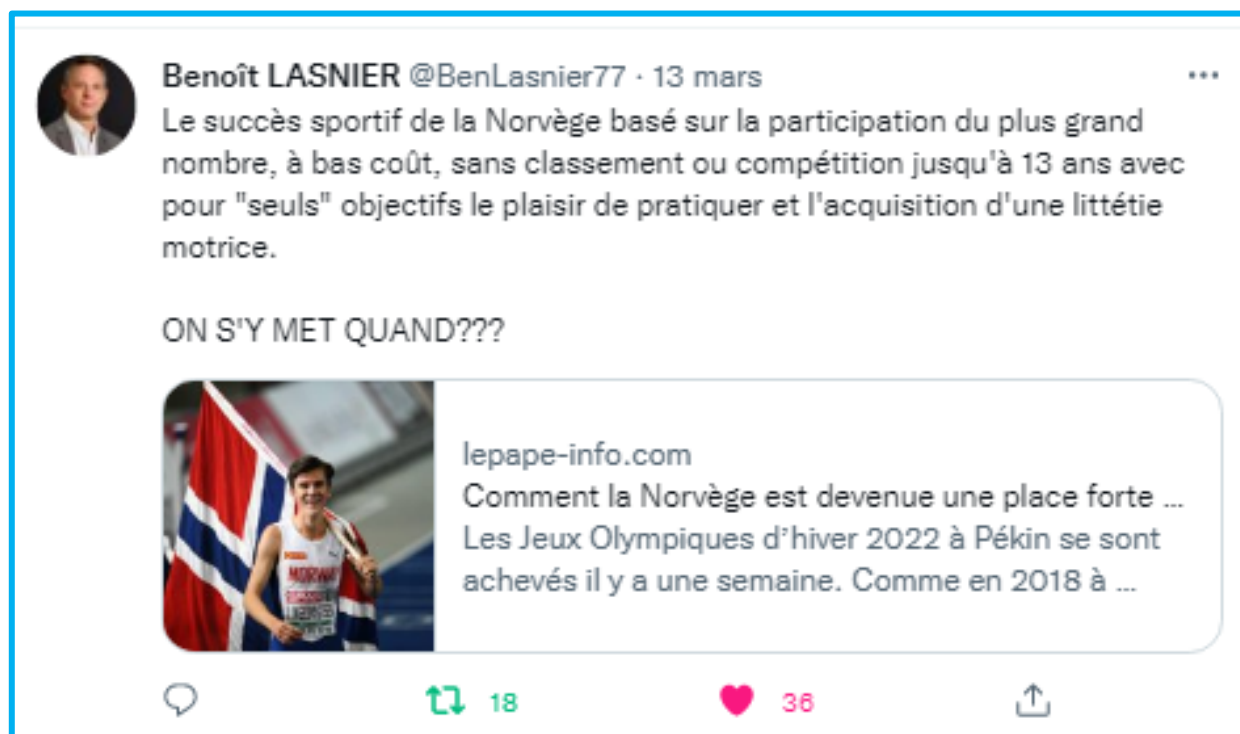 Benoît LASNIER @BenLasnier77 · 13 mars
Le succès sportif de la Norvège basé sur la participation du plus grand
nombre, à bas coût, sans classement ou compétition jusqu'à 13 ans avec
pour "seuls" objectifs le plaisir de pratiquer et l'acquisition d'une littétie
motrice.
ON S'Y MET QUAND???
NORWAY
lepape-info.com
Comment la Norvège est devenue une place forte ...
Les Jeux Olympiques d'hiver 2022 à Pékin se sont
achevés il y a une semaine. Comme en 2018 à ...
18 36